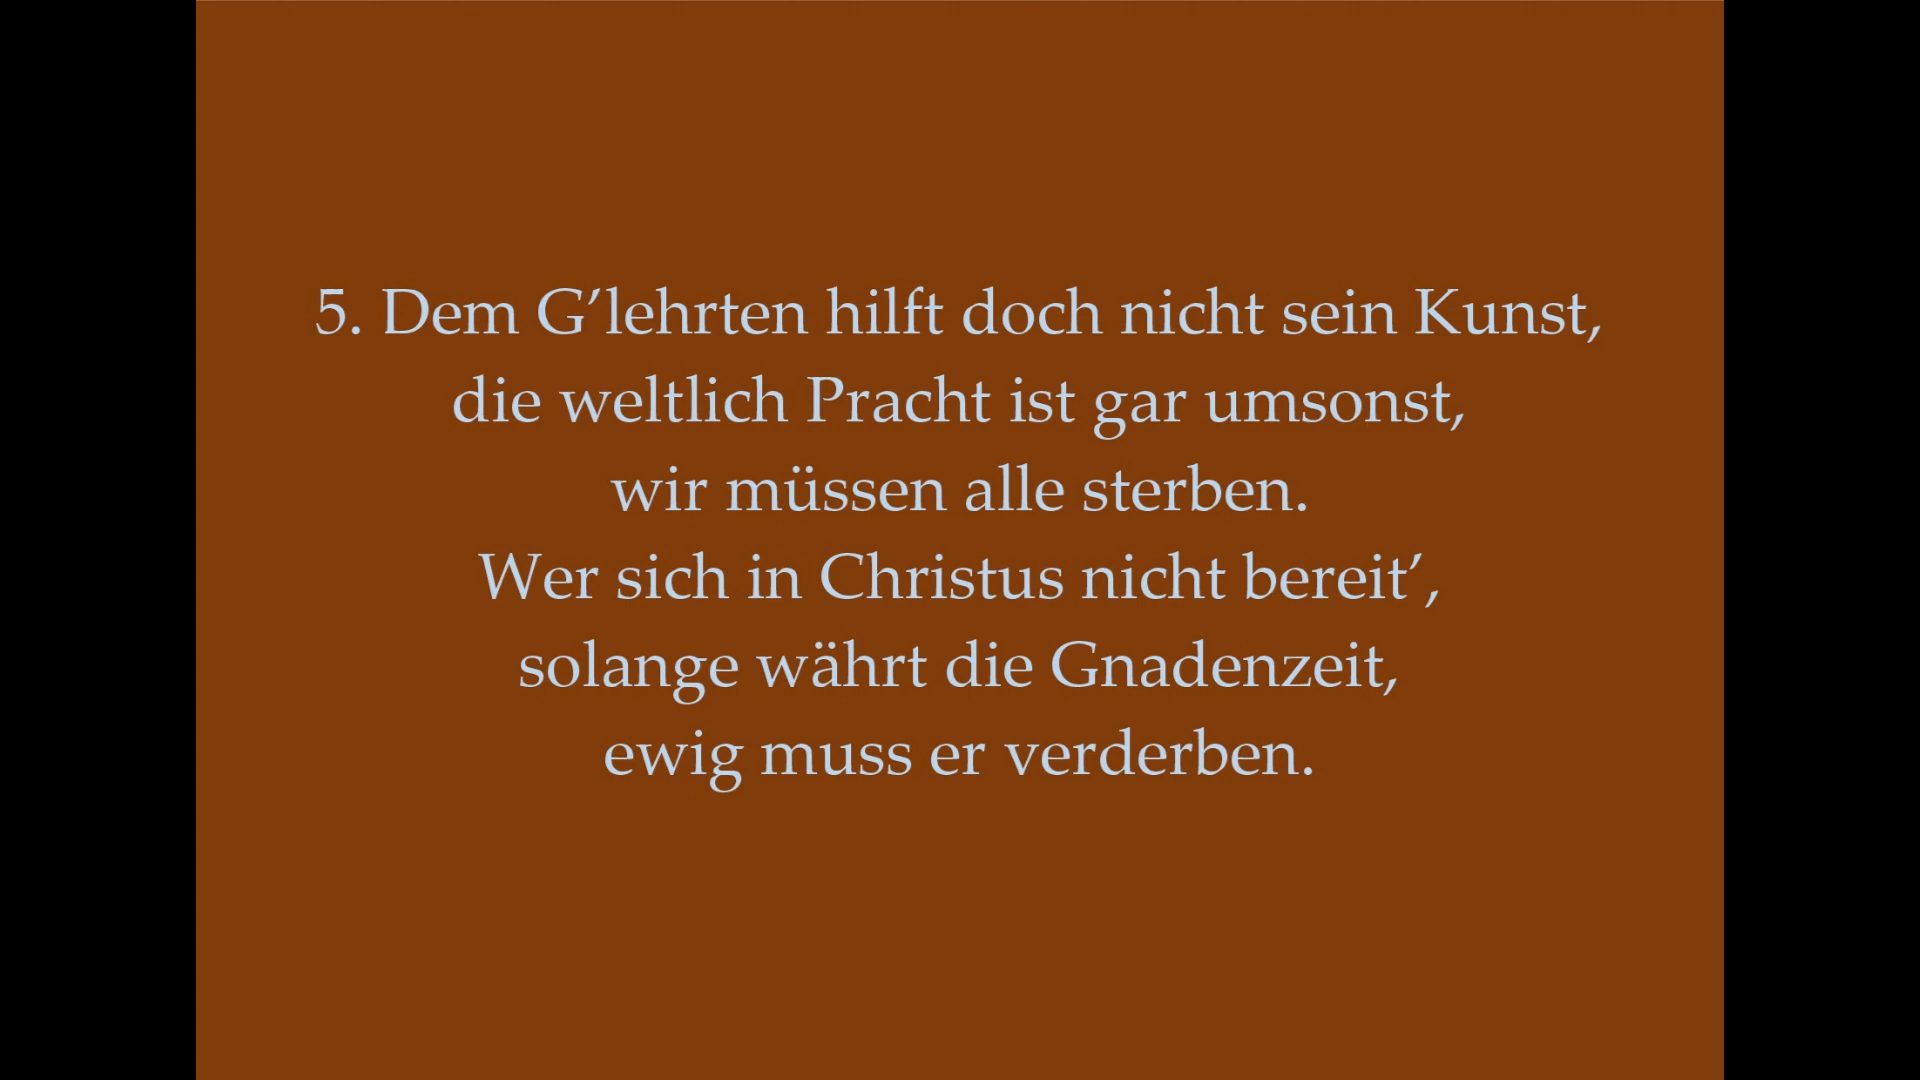 5. Dem G’lehrten hilft doch nicht sein Kunst,
die weltlich Pracht ist gar umsonst,
wir müssen alle sterben.
Wer sich in Christus nicht bereit’,
solange währt die Gnadenzeit,
ewig muss er verderben.